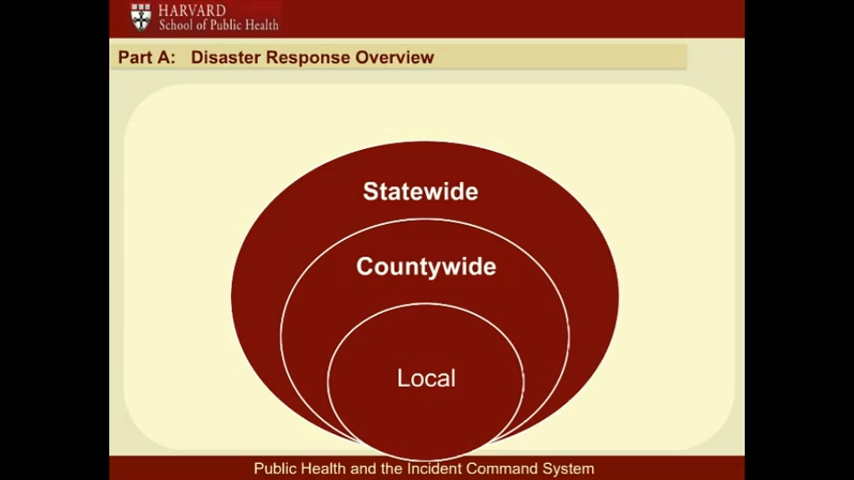 HARVARD
School of Public Health
Part A: Disaster Response Overview
Statewide
Countywide
Local
Public Health and the Incident Command System